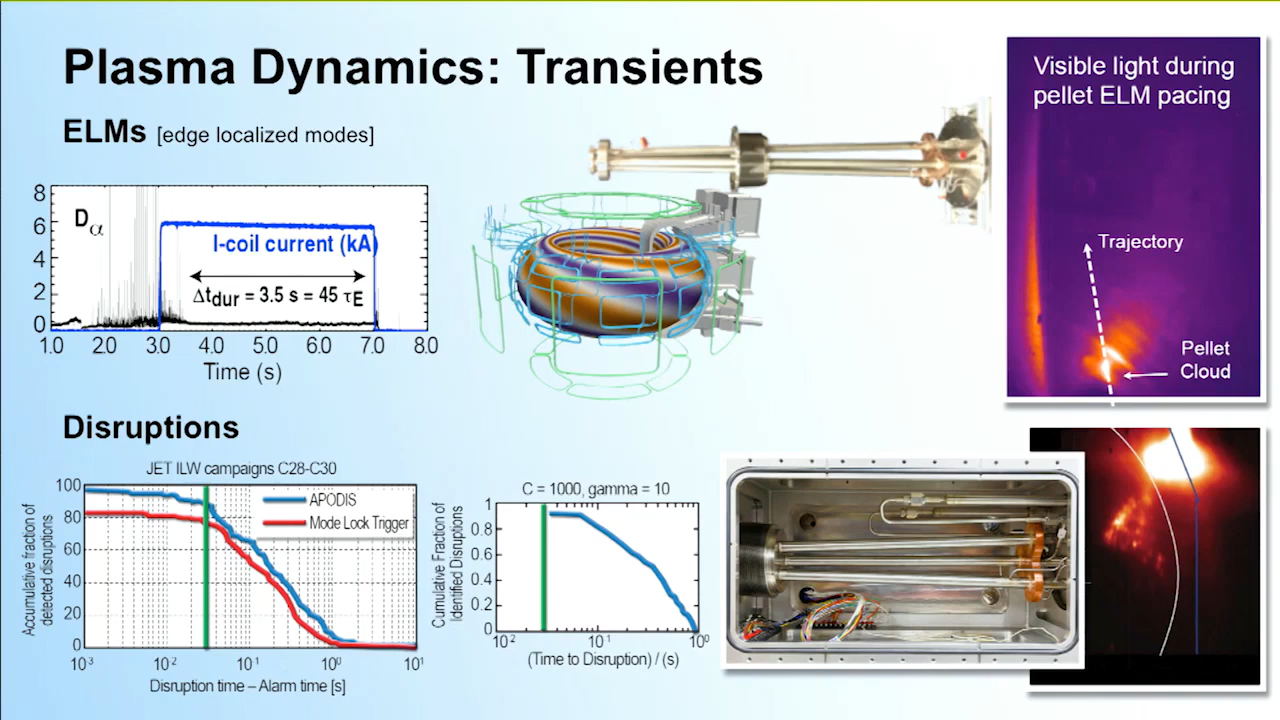 Plasma Dynamics: Transients
ELMs [edge localized modes]
8
6
4
2
0
Dα
I-coil current (kA)
Δtdur = 3.5 s = 45 τE
1.0 2.0 3.0 4.0 5.0 6.0 7.0 8.0
Time (s)
Visible light during
pellet ELM pacing
Trajectory
Pellet
Cloud
Disruptions
JET ILW campaigns C28-C30
Accumulative fraction of
detected disruptions
100
80
60
40
20
0
APODIS
Mode Lock Trigger
10-3 10-2 10-1 100 101
Disruption time – Alarm time [s]
C = 1000, gamma = 10
Cumulative Fraction of
Identified Disruptions
1
0.8
0.6
0.4
0.2
0
102 10-1 100
(Time to Disruption) / (s)